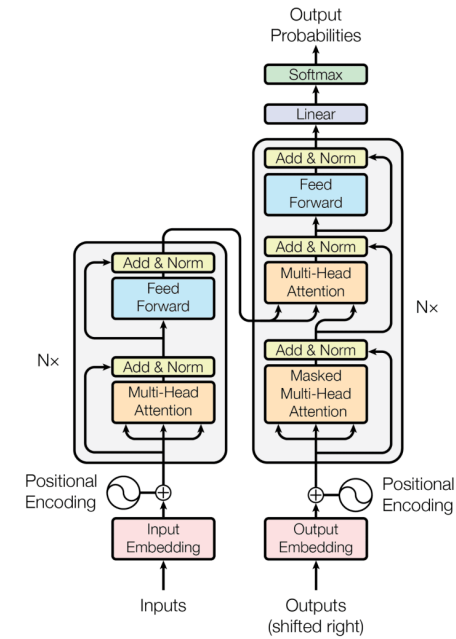 Output
Probabilities
Softmax
Linear
Add & Norm
Feed
Forward
Add & Norm
Multi-Head
Attention
Add & Norm
Masked
Multi-Head
Attention
N×
Positional
Encoding
Output
Embedding
Outputs
(shifted right)
Add & Norm
Feed
Forward
Add & Norm
Multi-Head
Attention
N×
Positional
Encoding
Input
Embedding
Inputs